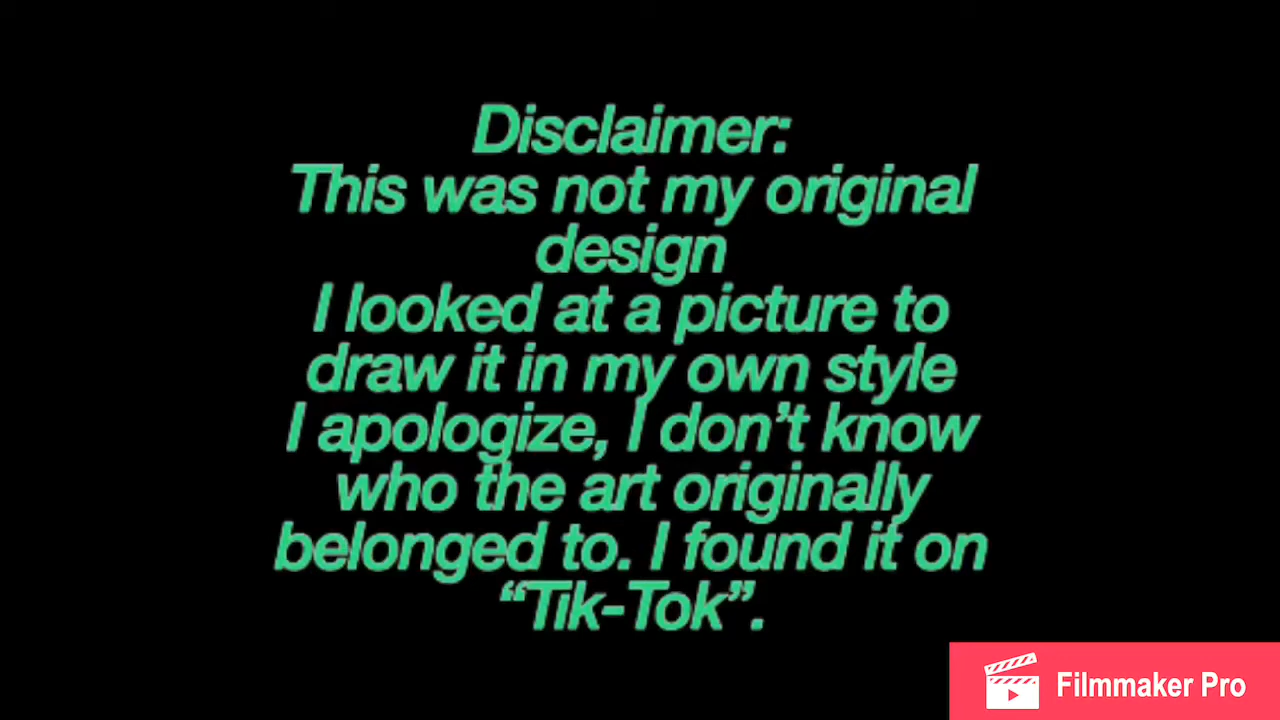 Disclaimer:
This was not my original
design
I looked at a picture to
draw it in my own style
I apologize, I don’t know
who the art originally
belonged to. I found it on
“Tik-Tok”.
Filmmaker Pro